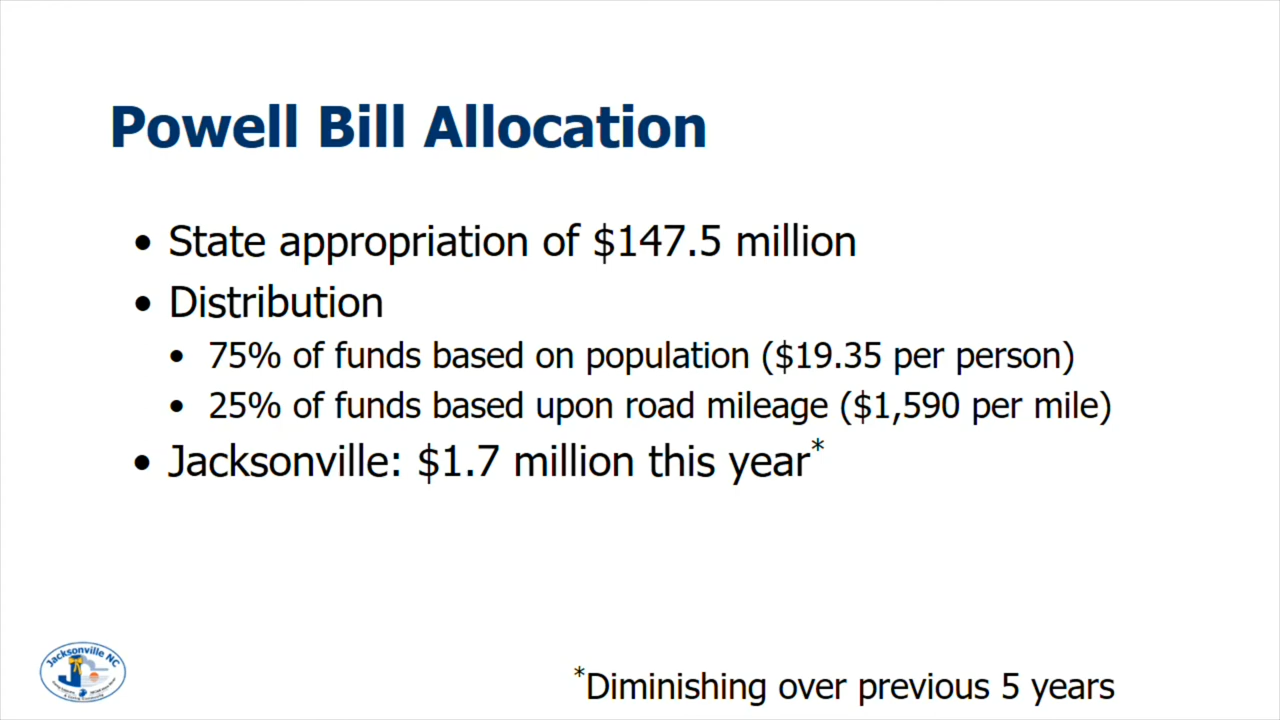 Powell Bill Allocation
• State appropriation of $147.5 million
• Distribution
• 75% of funds based on population ($19.35 per person)
• 25% of funds based upon road mileage ($1,590 per mile)
• Jacksonville: $1.7 million this year*
Jacksonville NC
*Diminishing over previous 5 years